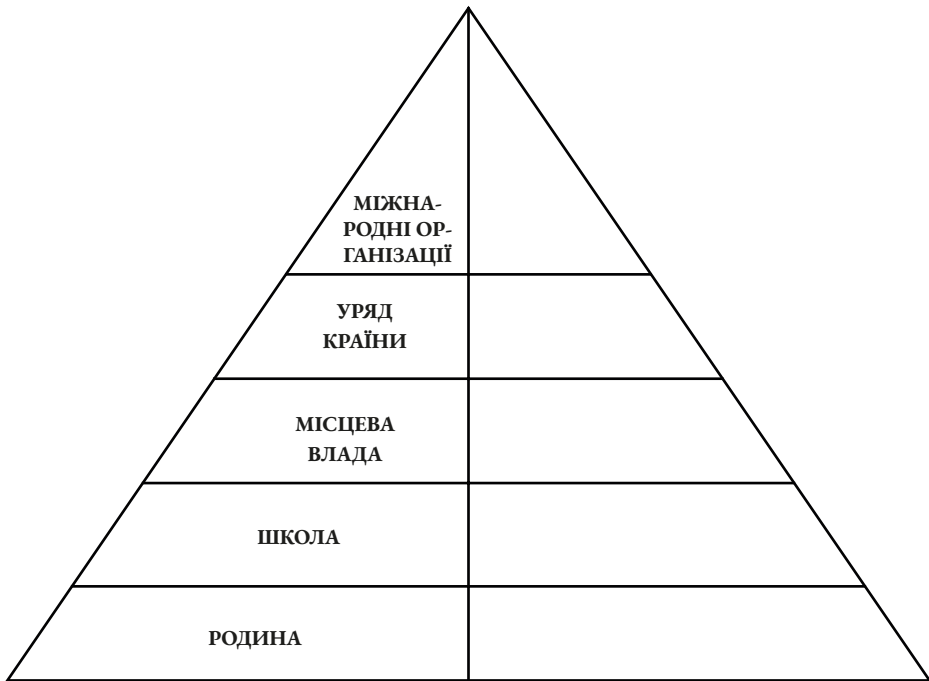 МІЖНА-
РОДНІ ОР-
ГАНІЗАЦІЇ
УРЯД
КРАЇНИ
МІСЦЕВА
ВЛАДА
ШКОЛА
РОДИНА